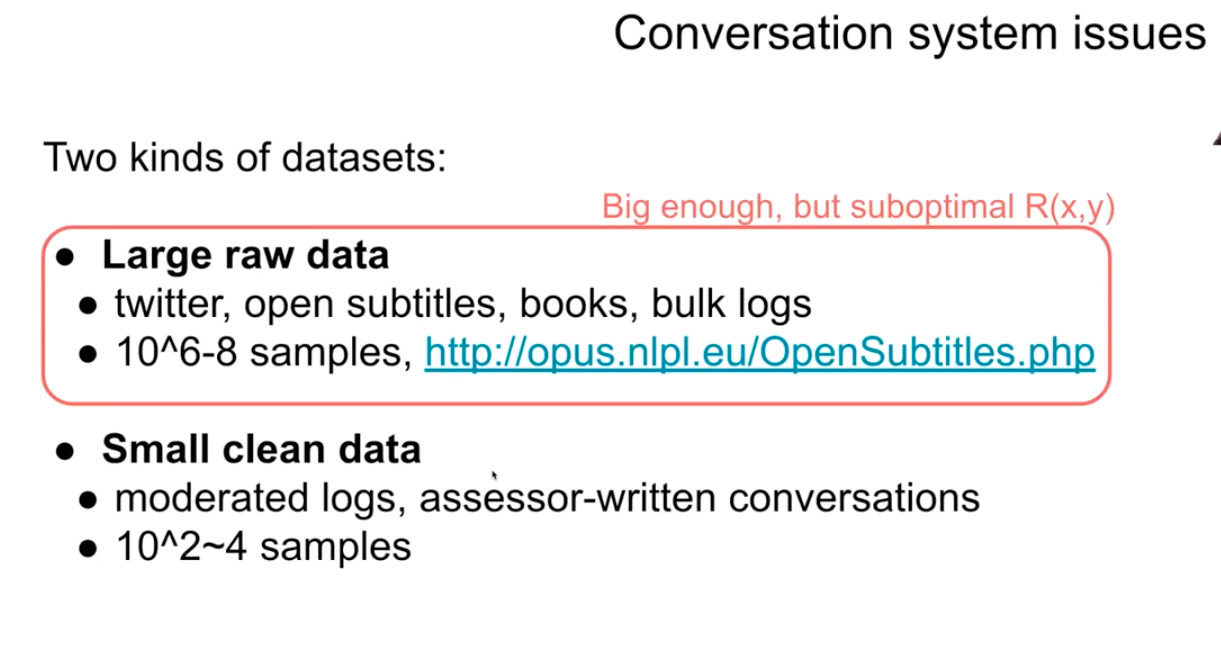 Conversation system issues
Two kinds of datasets:
Big enough, but suboptimal R(x,y)
● Large raw data
● twitter, open subtitles, books, bulk logs
● 10^6-8 samples, http://opus.nlpl.eu/OpenSubtitles.php
● Small clean data
● moderated logs, assessor-written conversations
● 10^2~4 samples